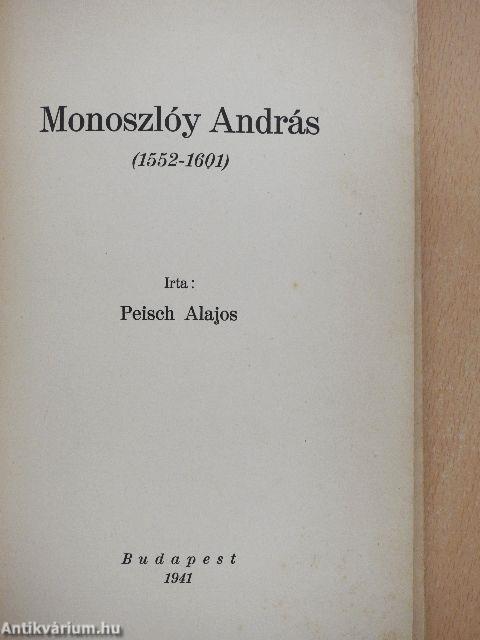 Monoszlóy András
(1552-1601)
Irta:
Peisch Alajos
Budapest
1941
Antikvárium.hu